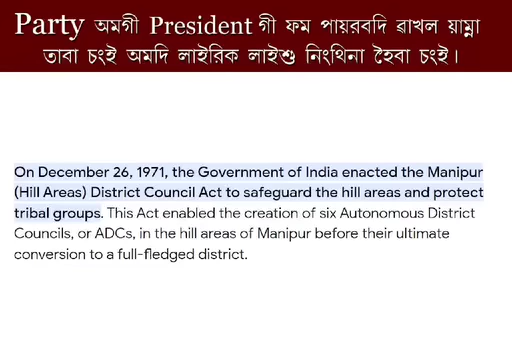 Party অমগী President গী ফম পায়রবদি ৱাখল য়াম্না
তাবা চংই অমদি লাইরিক লাইশু নিংথিনা হৈবা চংই।
On December 26, 1971, the Government of India enacted the Manipur
(Hill Areas) District Council Act to safeguard the hill areas and protect
tribal groups. This Act enabled the creation of six Autonomous District
Councils, or ADCs, in the hill areas of Manipur before their ultimate
conversion to a full-fledged district.